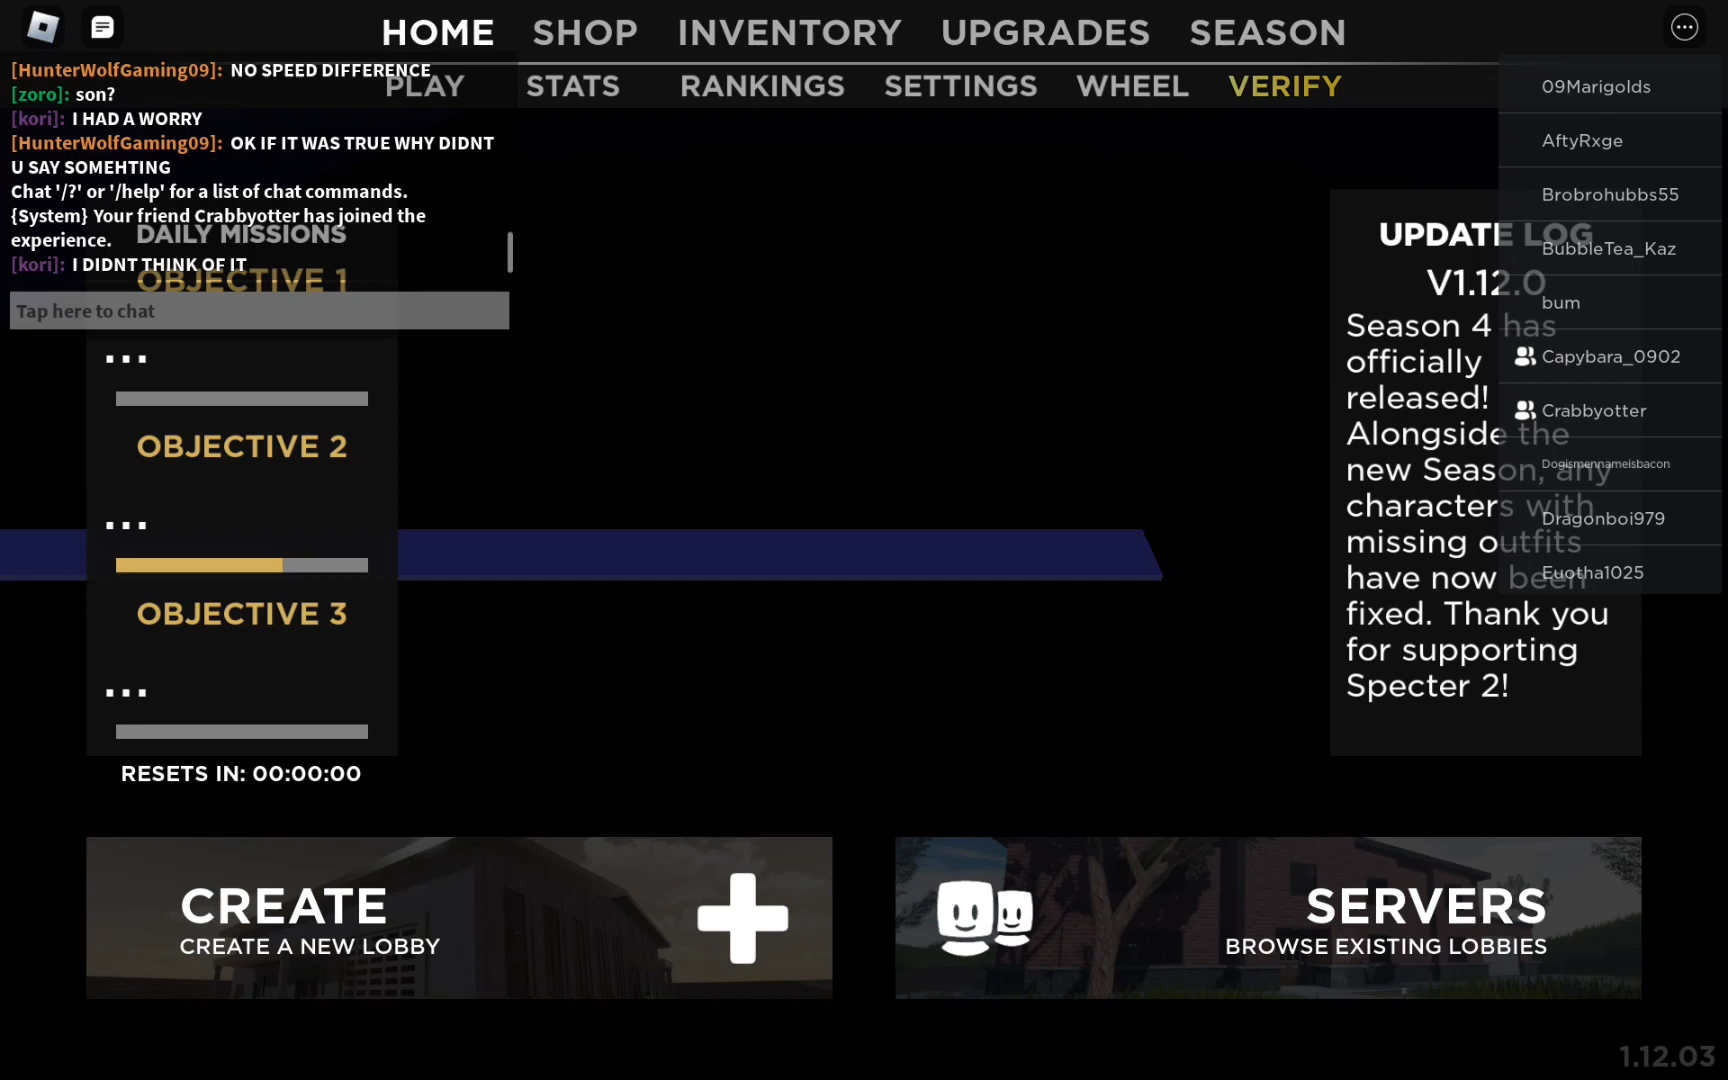 HOME SHOP INVENTORY UPGRADES SEASON
PLAY STATS RANKINGS SETTINGS WHEEL VERIFY
[HunterWolfGaming09]: NO SPEED DIFFERENCE
[zoro]: son?
[kori]: I HAD A WORRY
[HunterWolfGaming09]: OK IF IT WAS TRUE WHY DIDNT
U SAY SOMEHTING
Chat '/?' or '/help' for a list of chat commands.
{System} Your friend Crabbyotter has joined the
experience.
[kori]: I DIDNT THINK OF IT
Tap here to chat
DAILY MISSIONS
OBJECTIVE 1
...
OBJECTIVE 2
...
OBJECTIVE 3
...
RESETS IN: 00:00:00
UPDATE LOG
V1.12.0
Season 4 has
officially
released!
Alongside the
new Season, any
characters with
missing outfits
have now been
fixed. Thank you
for supporting
Specter 2!
09Marigolds
AftyRxge
Brobrohubbs55
BubbleTea_Kaz
bum
Capybara_0902
Crabbyotter
Dogismennameisbacon
Dragonboi979
Euotha1025
CREATE
CREATE A NEW LOBBY
SERVERS
BROWSE EXISTING LOBBIES
1.12.03